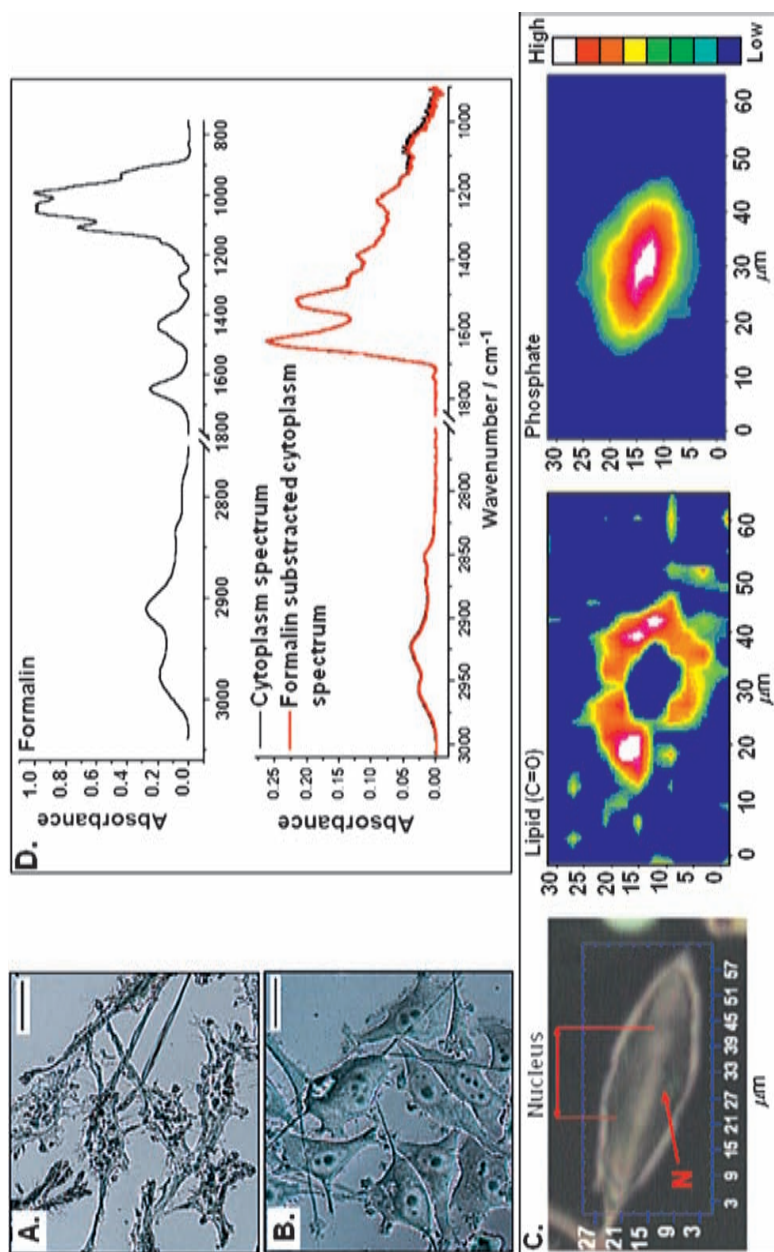 A.
B.
D.
Formalin
Absorbance
1.0
0.8
0.6
0.4
0.2
0.0
3000 2900 2800 1800 1600 1400 1200 1000 800
Cytoplasm spectrum
Formalin substracted cytoplasm
spectrum
Absorbance
0.25
0.20
0.15
0.10
0.05
0.00
3000 2950 2900 2850 2800 1800 1600 1400 1200 1000
Wavenumber / cm-1
C.
Nucleus
N
27
21
15
9
3
3 9 15 21 27 33 39 45 51 57
µm
Lipid (C=O)
30
25
20
15
10
5
0
0 10 20 30 40 50 60
µm
Phosphate
30
25
20
15
10
5
0
0 10 20 30 40 50 60
µm
High
Low